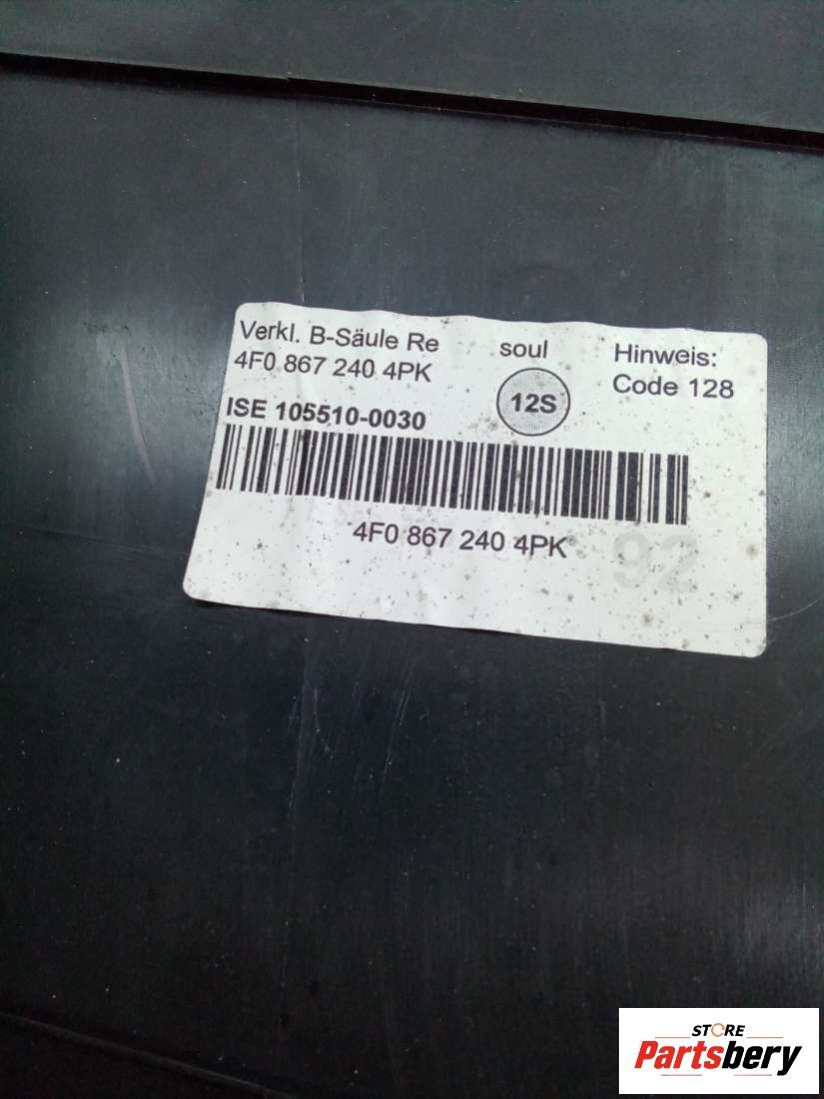 Verkl. B-Säule Re
4F0 867 240 4PK
soul
12S
Hinweis:
Code 128
ISE 105510-0030
4F0 867 240 4PK
92
STORE
Partsbery